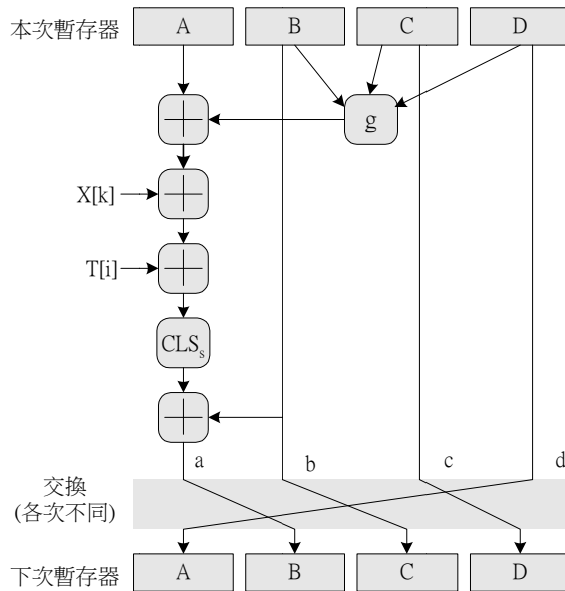 本次暫存器 A B C D
g
X[k]
T[i]
CLSs
a b c d
交換
(各次不同)
下次暫存器 A B C D